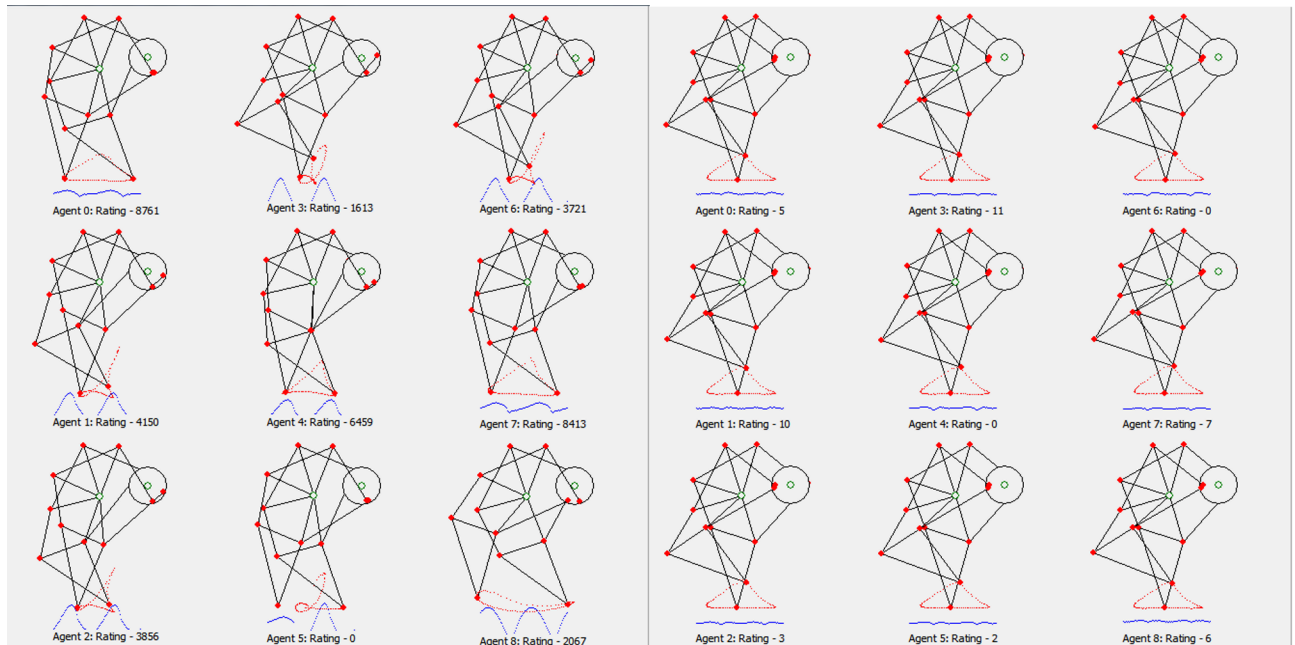 Agent 0: Rating - 8761
Agent 3: Rating - 1613
Agent 6: Rating - 3721
Agent 0: Rating - 5
Agent 3: Rating - 11
Agent 6: Rating - 0
Agent 1: Rating - 4150
Agent 4: Rating - 6459
Agent 7: Rating - 8413
Agent 1: Rating - 10
Agent 4: Rating - 0
Agent 7: Rating - 7
Agent 2: Rating - 3856
Agent 5: Rating - 0
Agent 8: Rating - 2067
Agent 2: Rating - 3
Agent 5: Rating - 2
Agent 8: Rating - 6